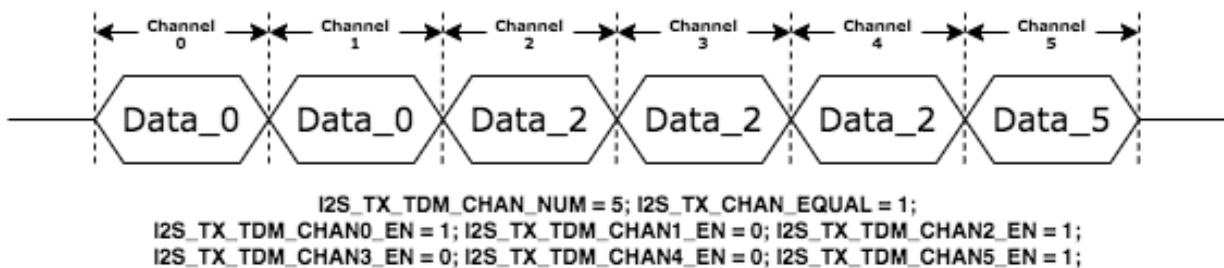 Channel 0 Channel 1 Channel 2 Channel 3 Channel 4 Channel 5
Data_0 Data_0 Data_2 Data_2 Data_2 Data_5
I2S_TX_TDM_CHAN_NUM = 5; I2S_TX_CHAN_EQUAL = 1;
I2S_TX_TDM_CHAN0_EN = 1; I2S_TX_TDM_CHAN1_EN = 0; I2S_TX_TDM_CHAN2_EN = 1;
I2S_TX_TDM_CHAN3_EN = 0; I2S_TX_TDM_CHAN4_EN = 0; I2S_TX_TDM_CHAN5_EN = 1;